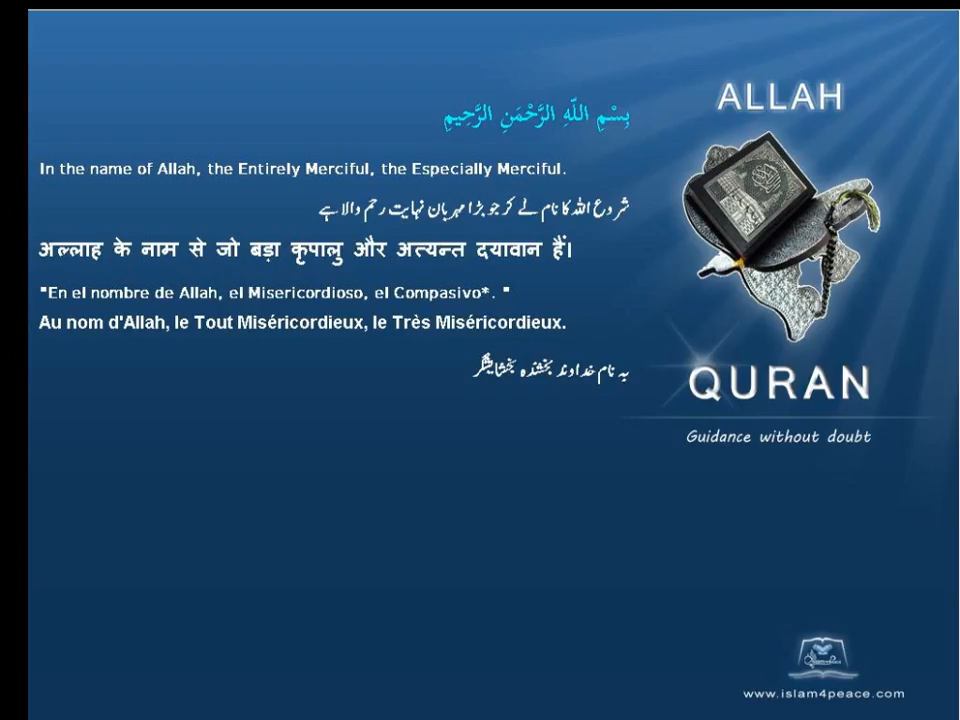 بِسْمِ اللَّهِ الرَّحْمَنِ الرَّحِيمِ
In the name of Allah, the Entirely Merciful, the Especially Merciful.
شروع اللہ کا نام لے کر جو بڑا مہربان نہایت رحم والا ہے
अल्लाह के नाम से जो बड़ा कृपालु और अत्यन्त दयावान हैं।
"En el nombre de Allah, el Misericordioso, el Compasivo*. "
Au nom d'Allah, le Tout Miséricordieux, le Très Miséricordieux.
به نام خداوند بخشنده بخشایشگر
ALLAH
QURAN
Guidance without doubt
www.islam4peace.com